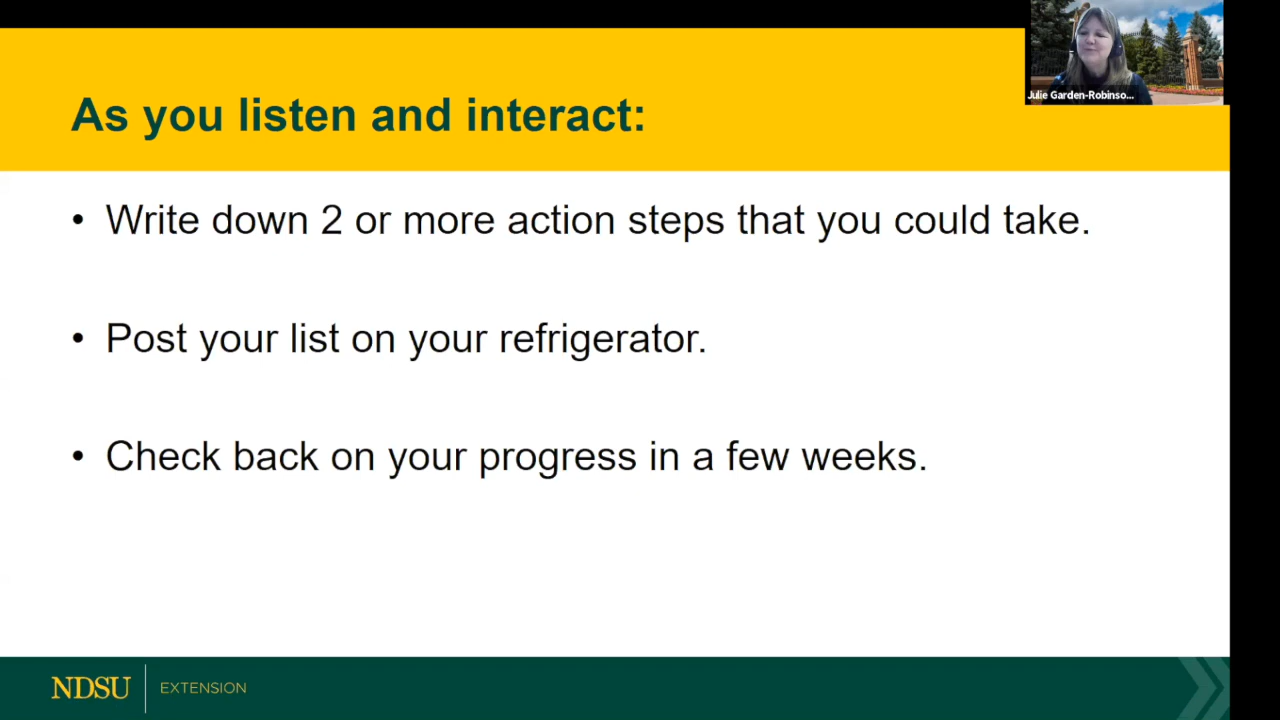 Julie Garden-Robinso...
As you listen and interact:
• Write down 2 or more action steps that you could take.
• Post your list on your refrigerator.
• Check back on your progress in a few weeks.
NDSU EXTENSION